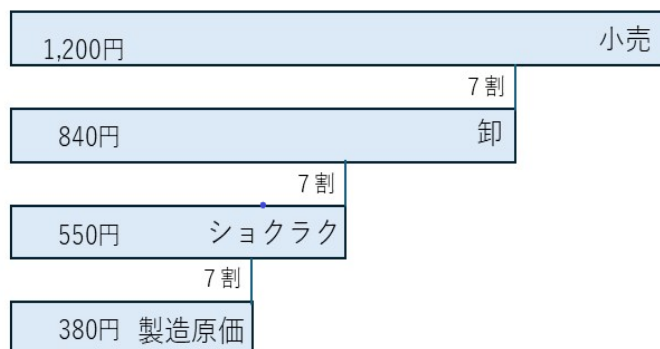 1,200円 小売
7割
840円 卸
7割
550円 ショクラク
7割
380円 製造原価